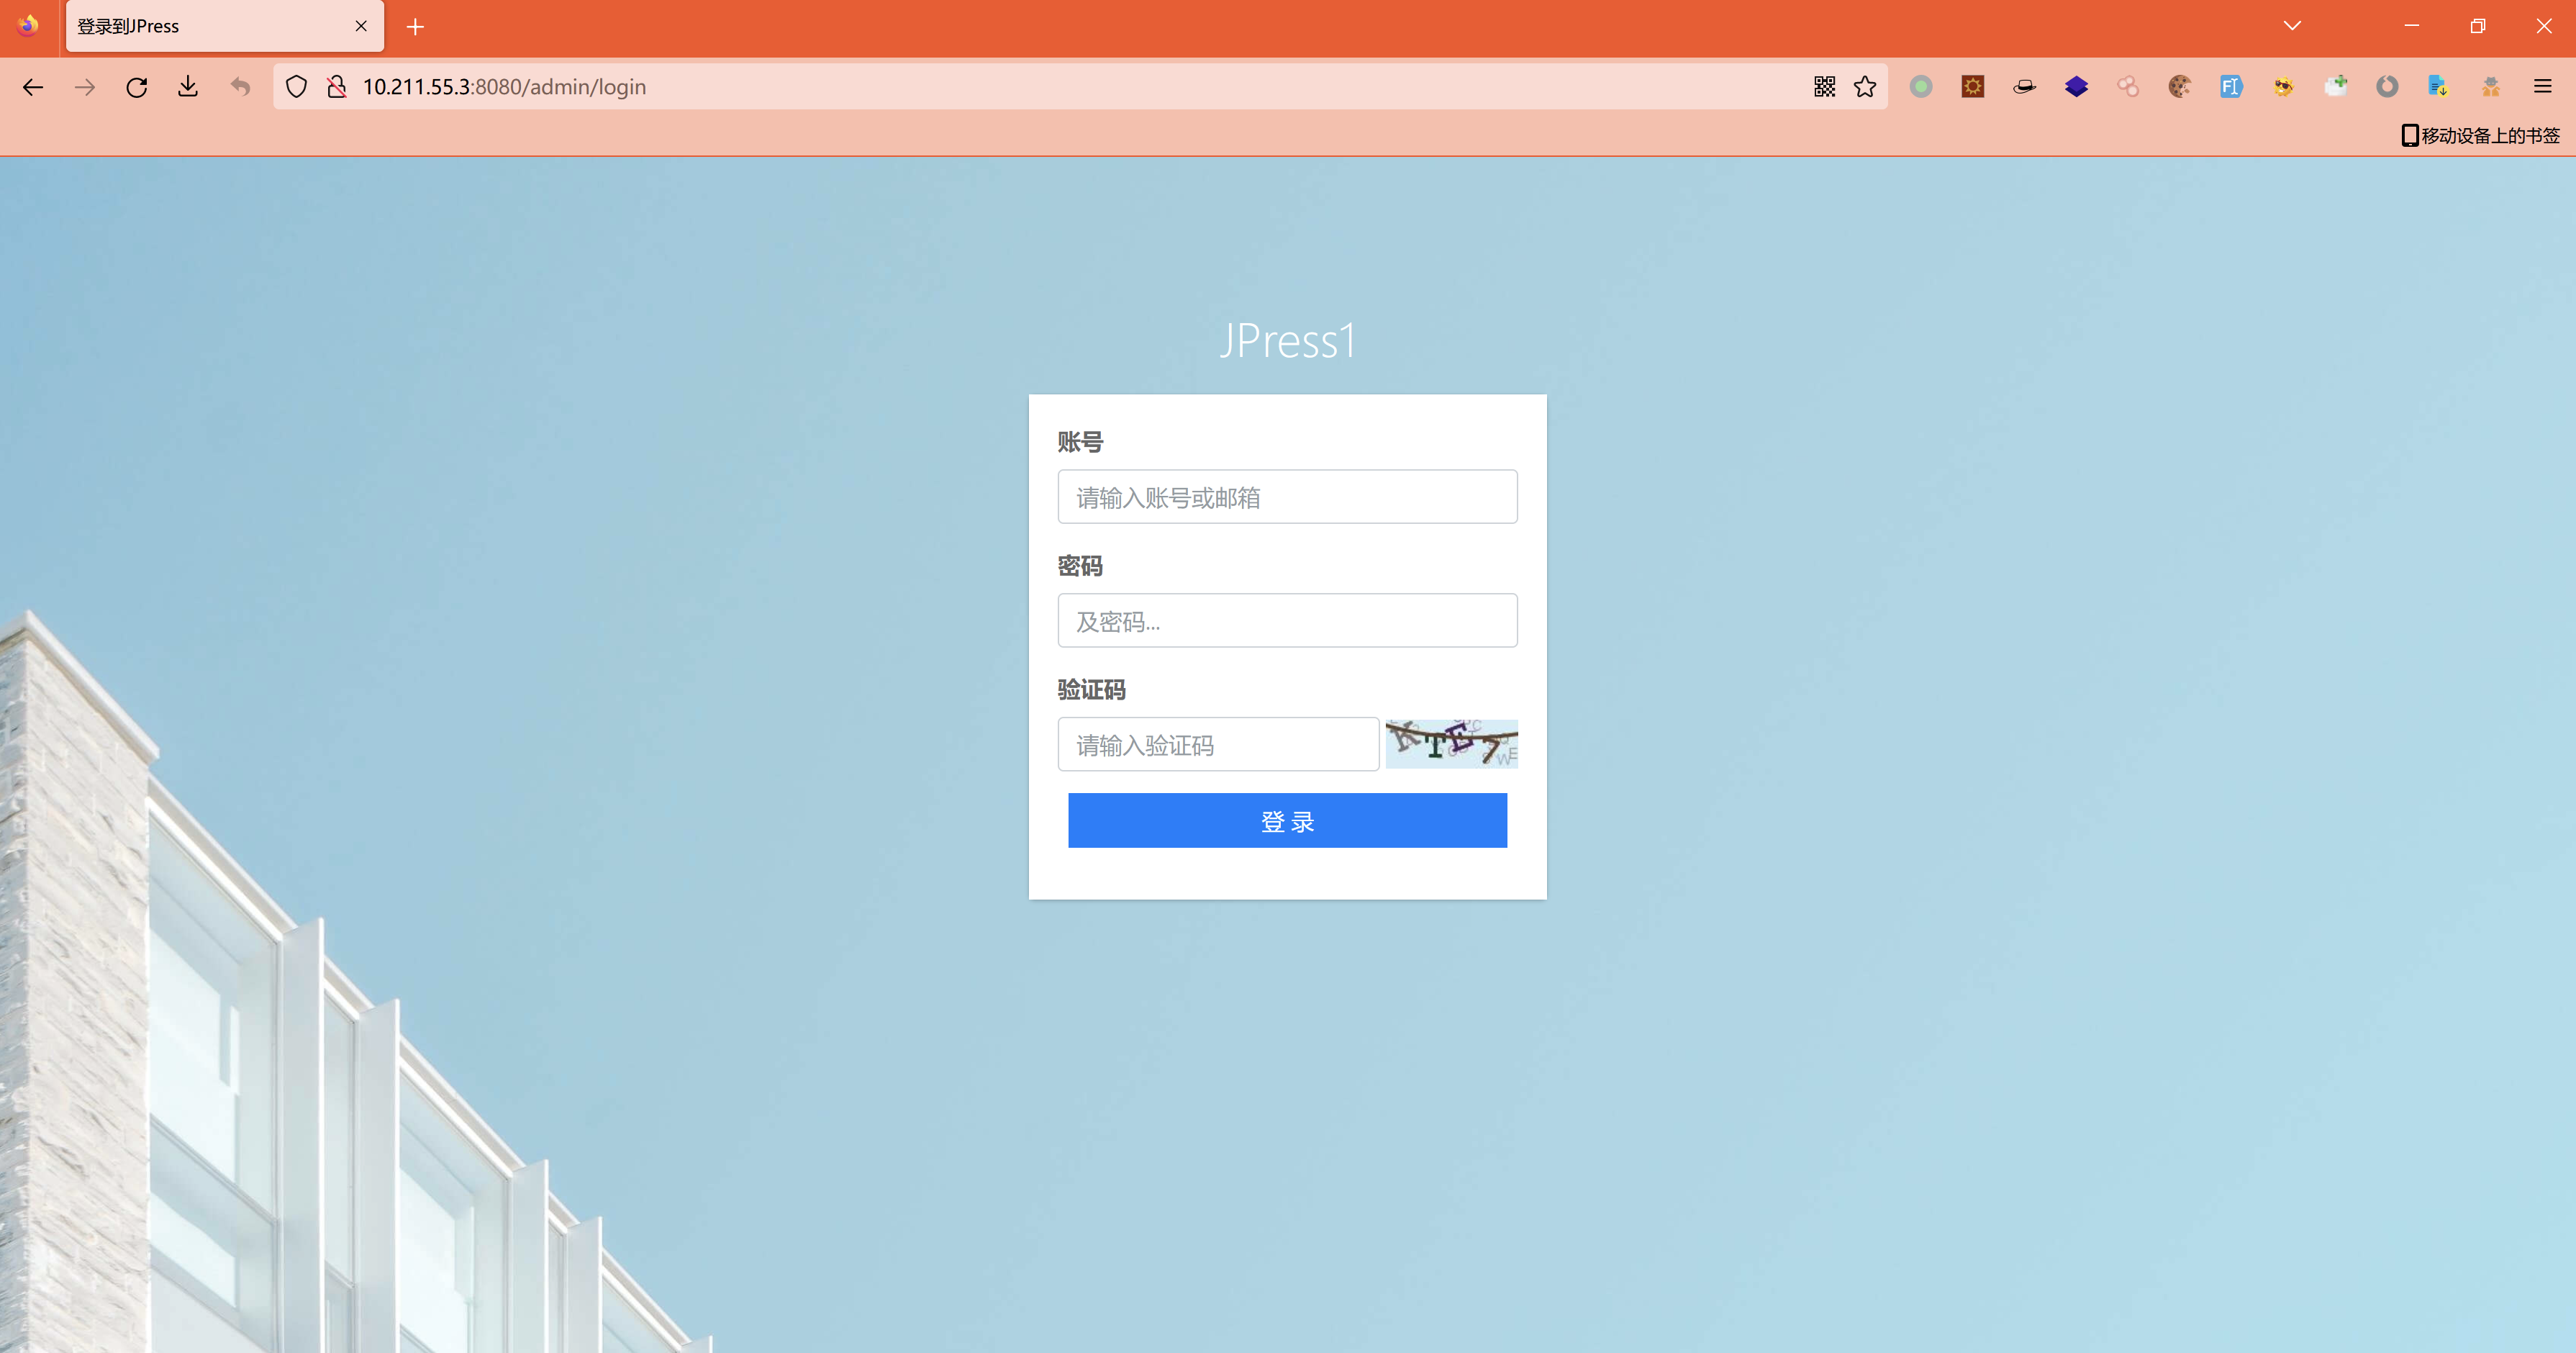 登录到JPress
10.211.55.3:8080/admin/login
移动设备上的书签
JPress1
账号
请输入账号或邮箱
密码
及密码...
验证码
请输入验证码
登 录